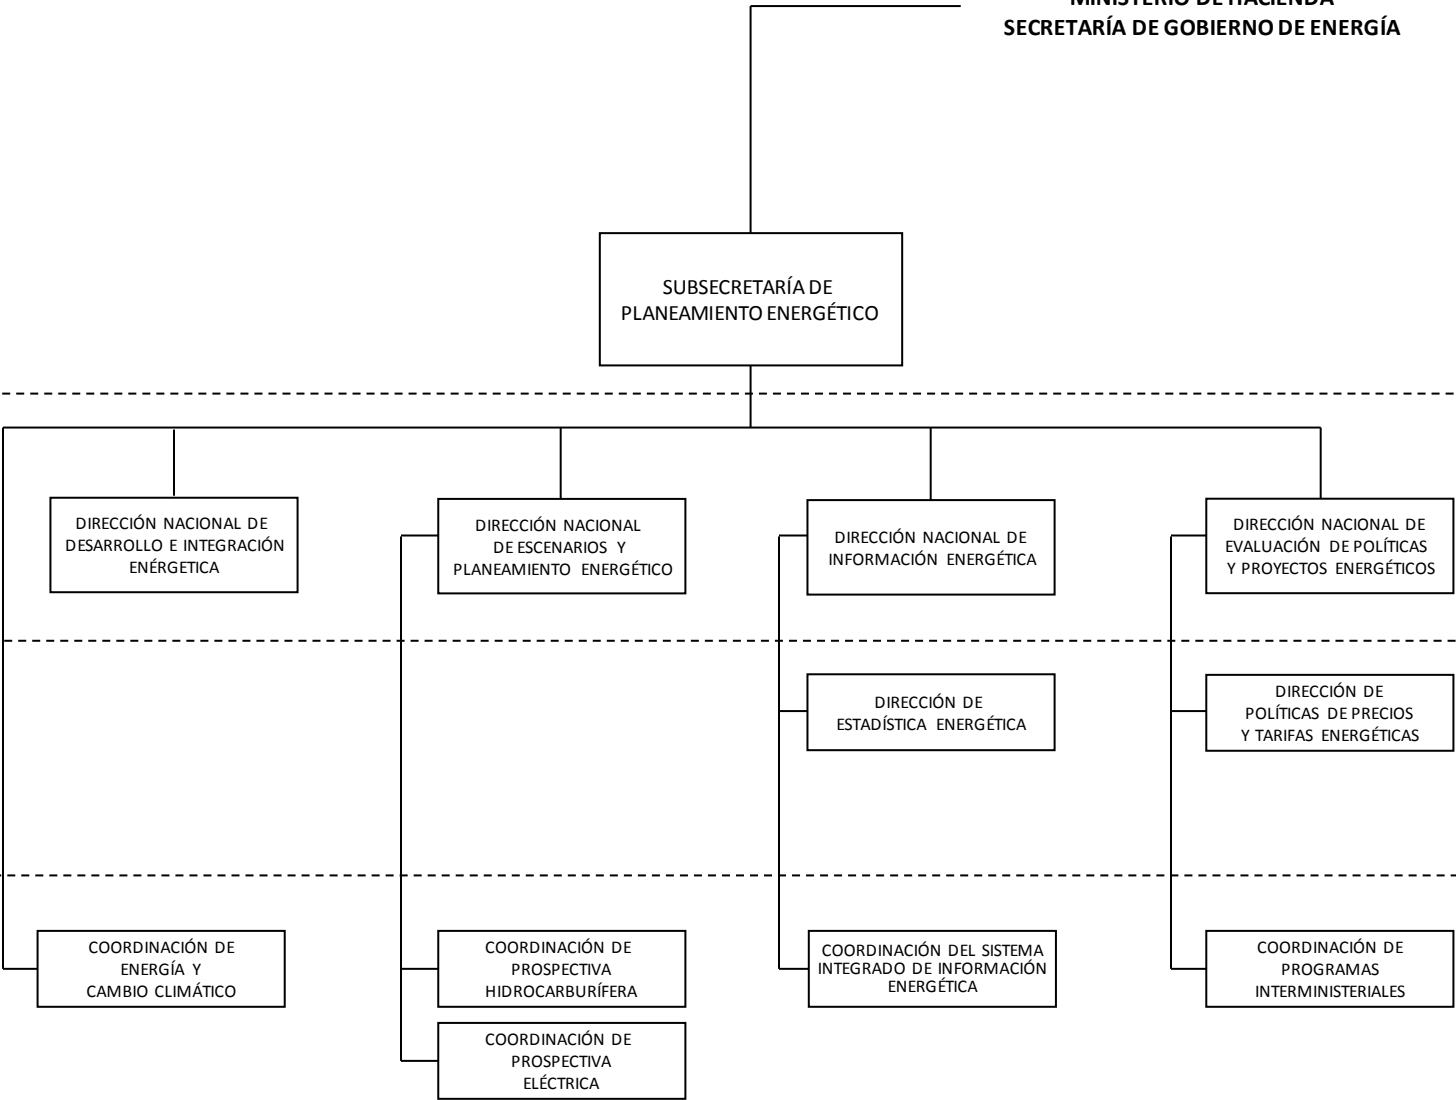 MINISTERIO DE HACIENDA
SECRETARÍA DE GOBIERNO DE ENERGÍA
SUBSECRETARÍA DE
PLANEAMIENTO ENERGÉTICO
DIRECCIÓN NACIONAL DE
DESARROLLO E INTEGRACIÓN
ENÉRGETICA
DIRECCIÓN NACIONAL
DE ESCENARIOS Y
PLANEAMIENTO ENERGÉTICO
DIRECCIÓN NACIONAL DE
INFORMACIÓN ENERGÉTICA
DIRECCIÓN NACIONAL DE
EVALUACIÓN DE POLÍTICAS
Y PROYECTOS ENERGÉTICOS
DIRECCIÓN DE
ESTADÍSTICA ENERGÉTICA
DIRECCIÓN DE
POLÍTICAS DE PRECIOS
Y TARIFAS ENERGÉTICAS
COORDINACIÓN DE
ENERGÍA Y
CAMBIO CLIMÁTICO
COORDINACIÓN DE
PROSPECTIVA
HIDROCARBURÍFERA
COORDINACIÓN DEL SISTEMA
INTEGRADO DE INFORMACIÓN
ENERGÉTICA
COORDINACIÓN DE
PROGRAMAS
INTERMINISTERIALES
COORDINACIÓN DE
PROSPECTIVA
ELÉCTRICA